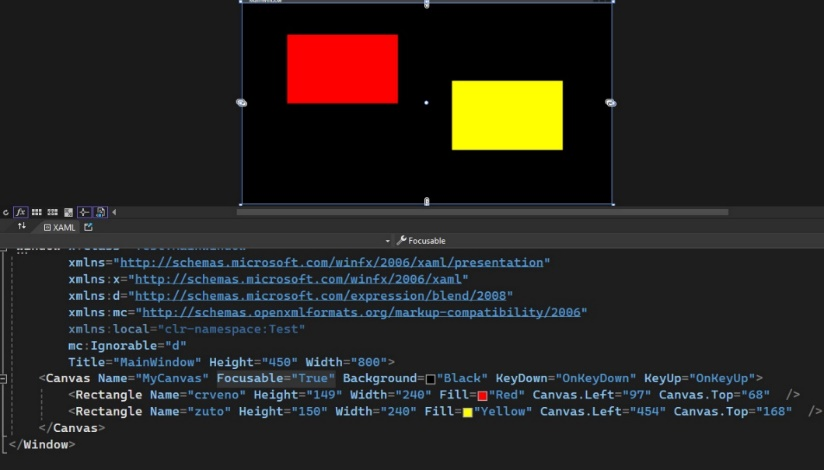 XAML
Focusable
xmlns="http://schemas.microsoft.com/winfx/2006/xaml/presentation"
xmlns:x="http://schemas.microsoft.com/winfx/2006/xaml"
xmlns:d="http://schemas.microsoft.com/expression/blend/2008"
xmlns:mc="http://schemas.openxmlformats.org/markup-compatibility/2006"
xmlns:local="clr-namespace:Test"
mc:Ignorable="d"
Title="MainWindow" Height="450" Width="800">
<Canvas Name="MyCanvas" Focusable="True" Background="Black" KeyDown="OnKeyDown" KeyUp="OnKeyUp">
<Rectangle Name="crveno" Height="149" Width="240" Fill="Red" Canvas.Left="97" Canvas.Top="68" />
<Rectangle Name="zuto" Height="150" Width="240" Fill="Yellow" Canvas.Left="454" Canvas.Top="168" />
</Canvas>
</Window>